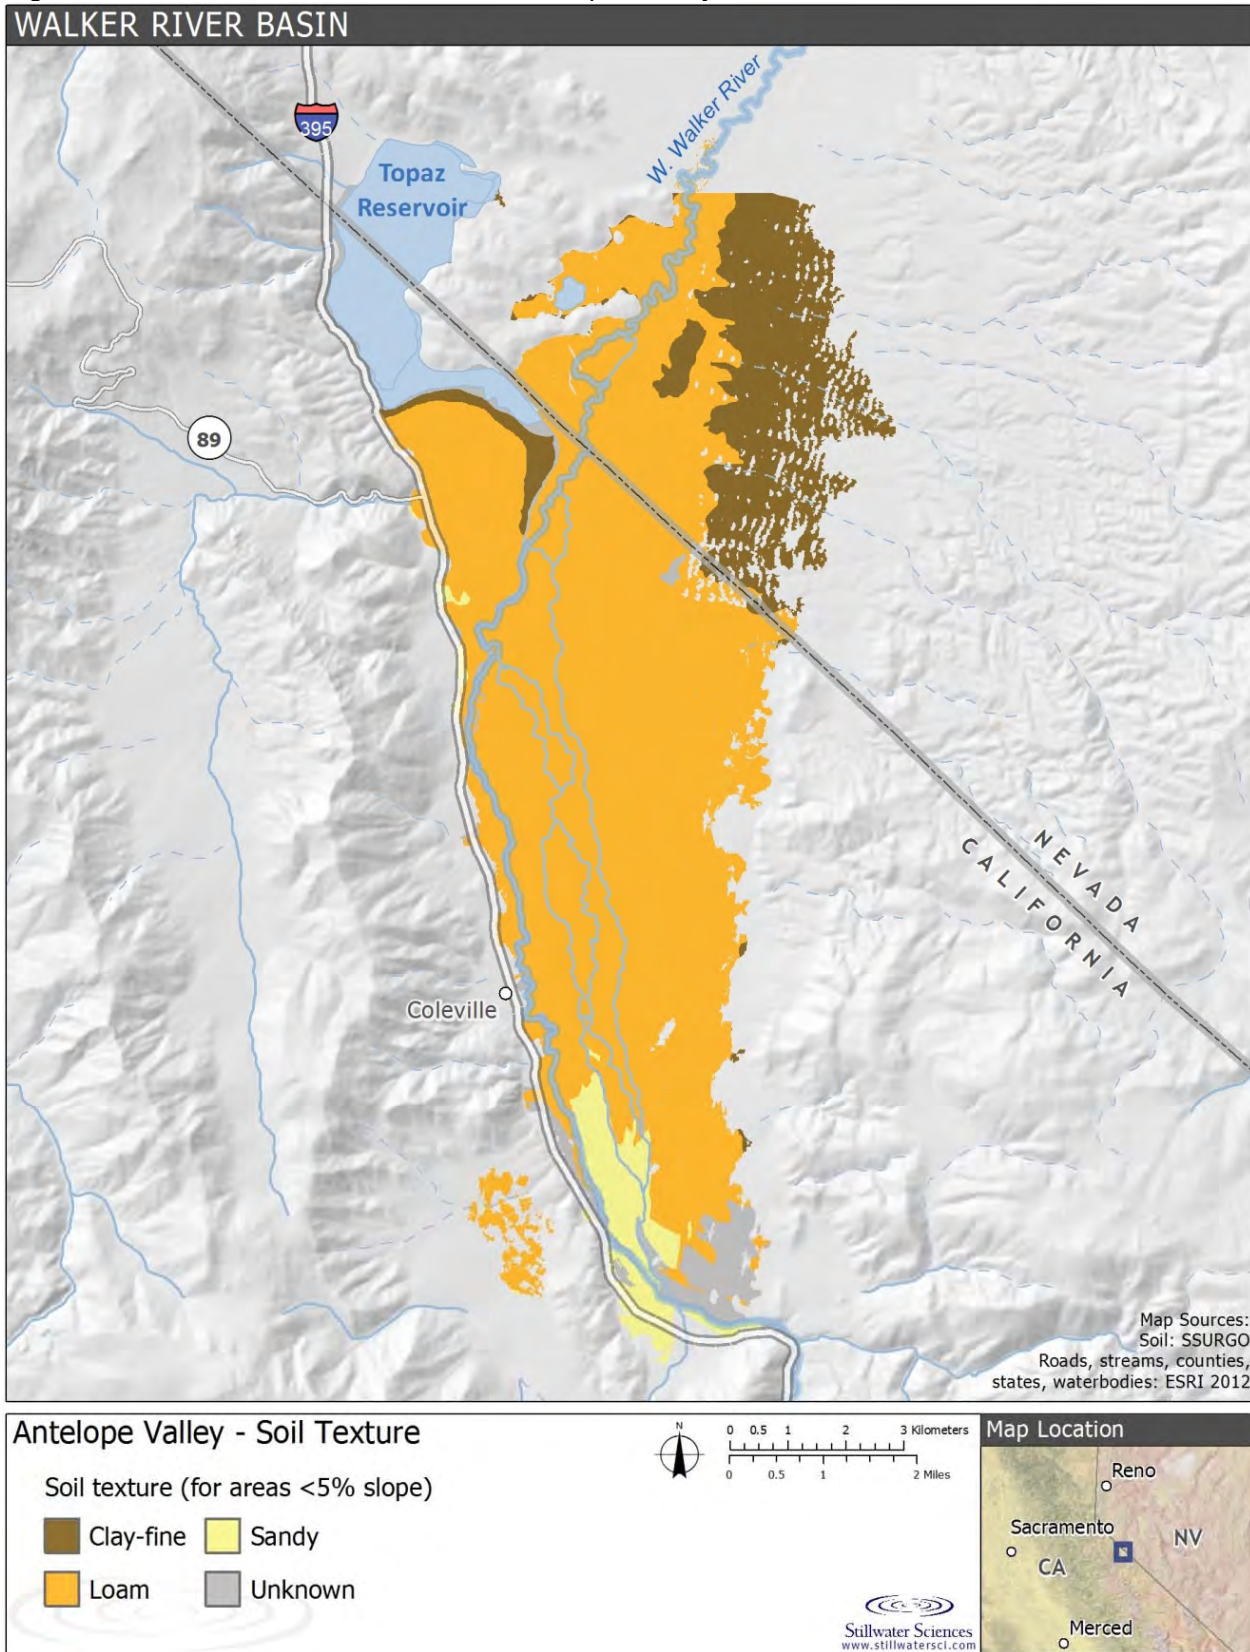 WALKER RIVER BASIN
395
W. Walker River
Topaz
Reservoir
89
NEVADA
CALIFORNIA
Coleville
Map Sources:
Soil: SSURGO
Roads, streams, counties,
states, waterbodies: ESRI 2012
Antelope Valley - Soil Texture
Soil texture (for areas <5% slope)
Clay-fine
Sandy
Loam
Unknown
N
0 0.5 1 2 3 Kilometers
0 0.5 1 2 Miles
Stillwater Sciences
www.stillwatersci.com
Map Location
Reno
Sacramento
NV
CA
Merced